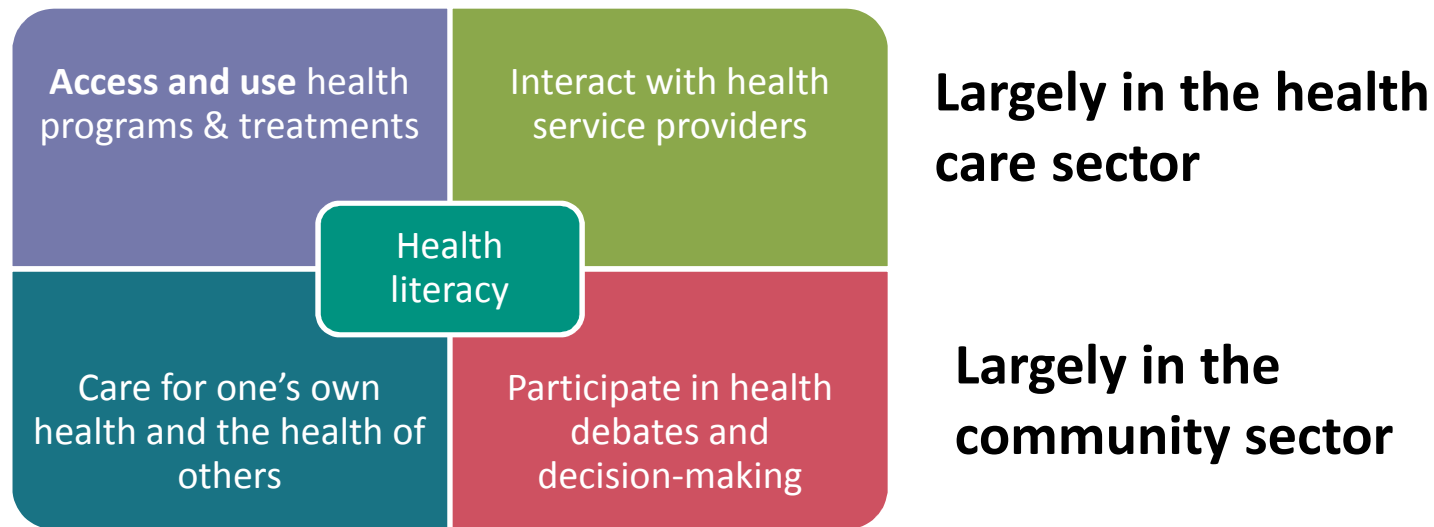 Access and use health
programs & treatments
Interact with health
service providers
Largely in the health
care sector
Health
literacy
Care for one’s own
health and the health of
others
Participate in health
debates and
decision-making
Largely in the
community sector